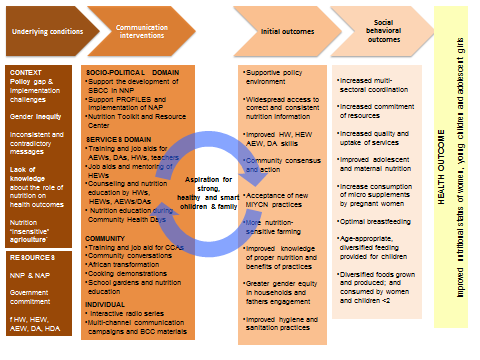 Underlying conditions
Communication
interventions
Initial outcomes
Social
behavioral
outcomes
CONTEXT
Policy gap &
Implementation
challenges
Gender inequity
Inconsistent and
contradictory
messages
Lack of
knowledge
about the role of
nutrition on
health outcomes
Nutrition
"insensitive"
agriculture'
RESOURCES
NNP & NAP
Government
commitment
f HW, HEW,
AEW, DA, HDA
SOCIO-POLITICAL DOMAIN
• Support the development of
SBCC in NNP
• Support PROFILES and
implementation of NAP
• Nutrition Toolkit and Resource
Center
SERVICES DOMAIN
• Training and job aids for
AEWs, DAs, HWs, teachers
• Job aids and mentoring of
HEWs
• Counseling and nutrition
education by HWs,
HEWs, AEWs/DAs
• Nutrition education during
Community Health Days
COMMUNITY
• Training and job aid for CCAs
• Community conversations
• African transformation
• Cooking demonstrations
• School gardens and nutrition
education
INDIVIDUAL
• Interactive radio series
• Multi-channel communication
campaigns and BCC materials
Aspiration for
strong,
healthy and smart
children & family
• Supportive policy
environment
• Widespread access to
correct and consistent
nutrition information
• Improved HW, HEW
AEW, DA skills
• Community consensus
and action
• Acceptance of new
MIYCN practices
• More nutrition-
sensitive farming
• Improved knowledge
of proper nutrition and
benefits of practices
• Greater gender equity
in households and
fathers engagement
• Improved hygiene and
sanitation practices
• Increased multi-
sectoral coordination
• Increased commitment
of resources
• Increased quality and
uptake of services
• Improved adolescent
and maternal nutrition
• Increase consumption
of micro supplements
by pregnant women
• Optimal breastfeeding
• Age-appropriate,
diversified feeding
provided for children
• Diversified foods grown
and produced; and
consumed by women
and children <2
HEALTH OUTCOME
Improved nutritional status of women, young children and adolescent girls